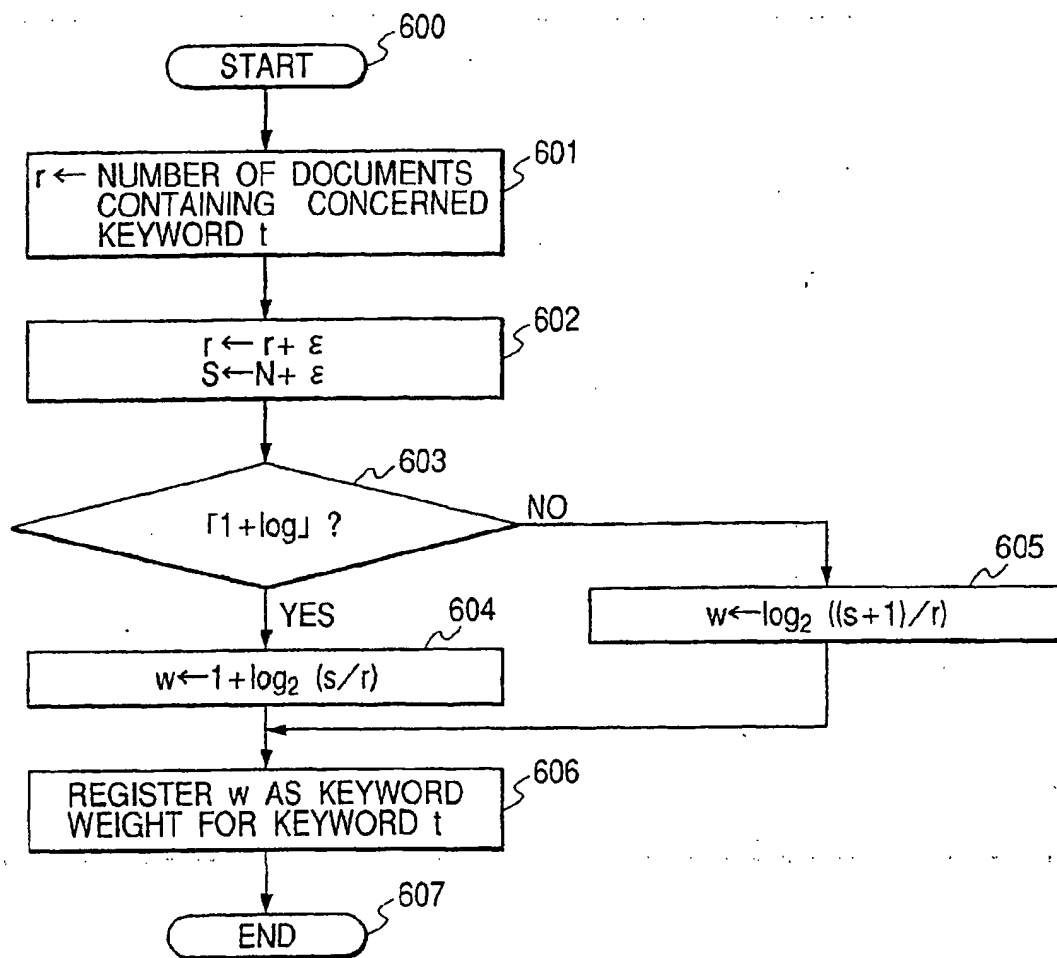 600
START
601
r ← NUMBER OF DOCUMENTS
CONTAINING CONCERNED
KEYWORD t
602
r ← r + ε
S ← N + ε
603
「1+log」 ?
NO
YES
604
w ← 1 + log₂ (s/r)
605
w ← log₂ ((s+1)/r)
606
REGISTER w AS KEYWORD
WEIGHT FOR KEYWORD t
607
END